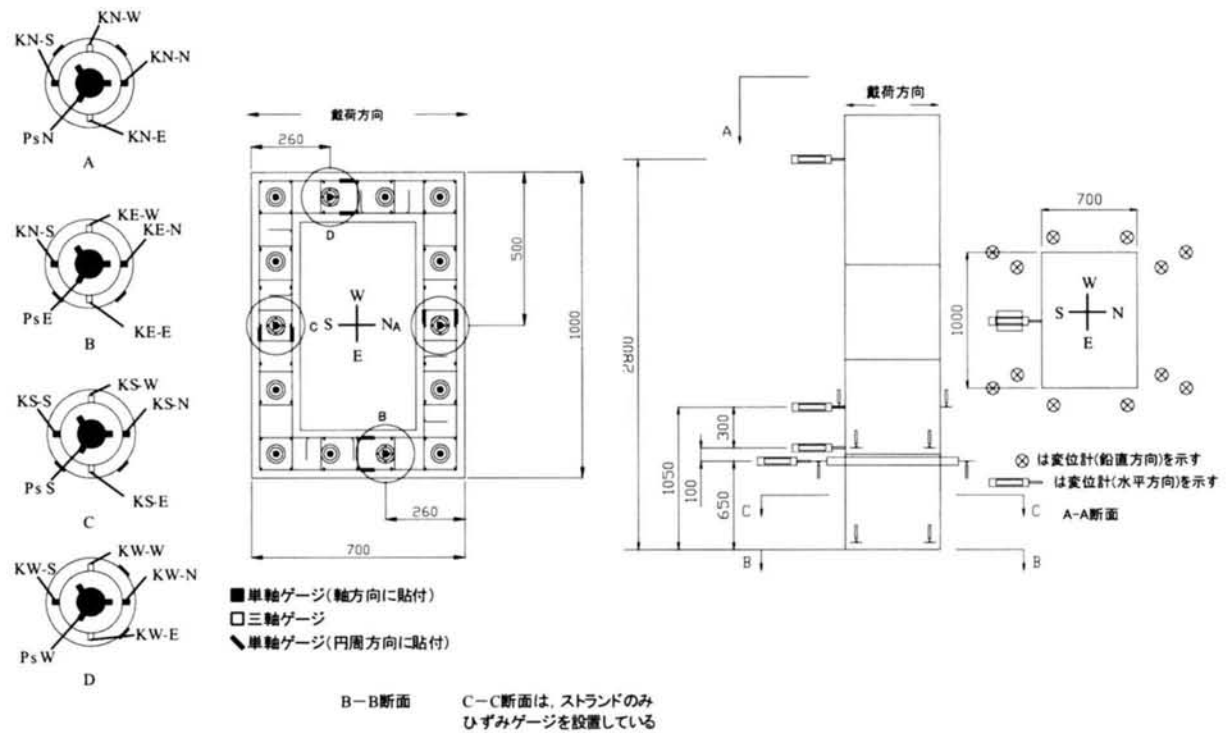 KN-W
KN-S
KN-N
PsN
KN-E
A
KE-W
KN-S
KE-N
PsE
KE-E
B
KS-W
KS-S
KS-N
PsS
KS-E
C
KW-W
KW-S
KW-N
KW-E
PsW
D
戴荷方向
260
D
500
1000
W
S
N
A
C
E
B
260
700
■単軸ゲージ(軸方向に貼付)
□三軸ゲージ
単軸ゲージ(円周方向に貼付)
B-B断面
C-C断面は,ストランドのみ
ひずみゲージを設置している
戴荷方向
A
2800
1050
300
100
650
C
C
B
B
700
1000
W
S
N
E
は変位計(鉛直方向)を示す
は変位計(水平方向)を示す
A-A断面